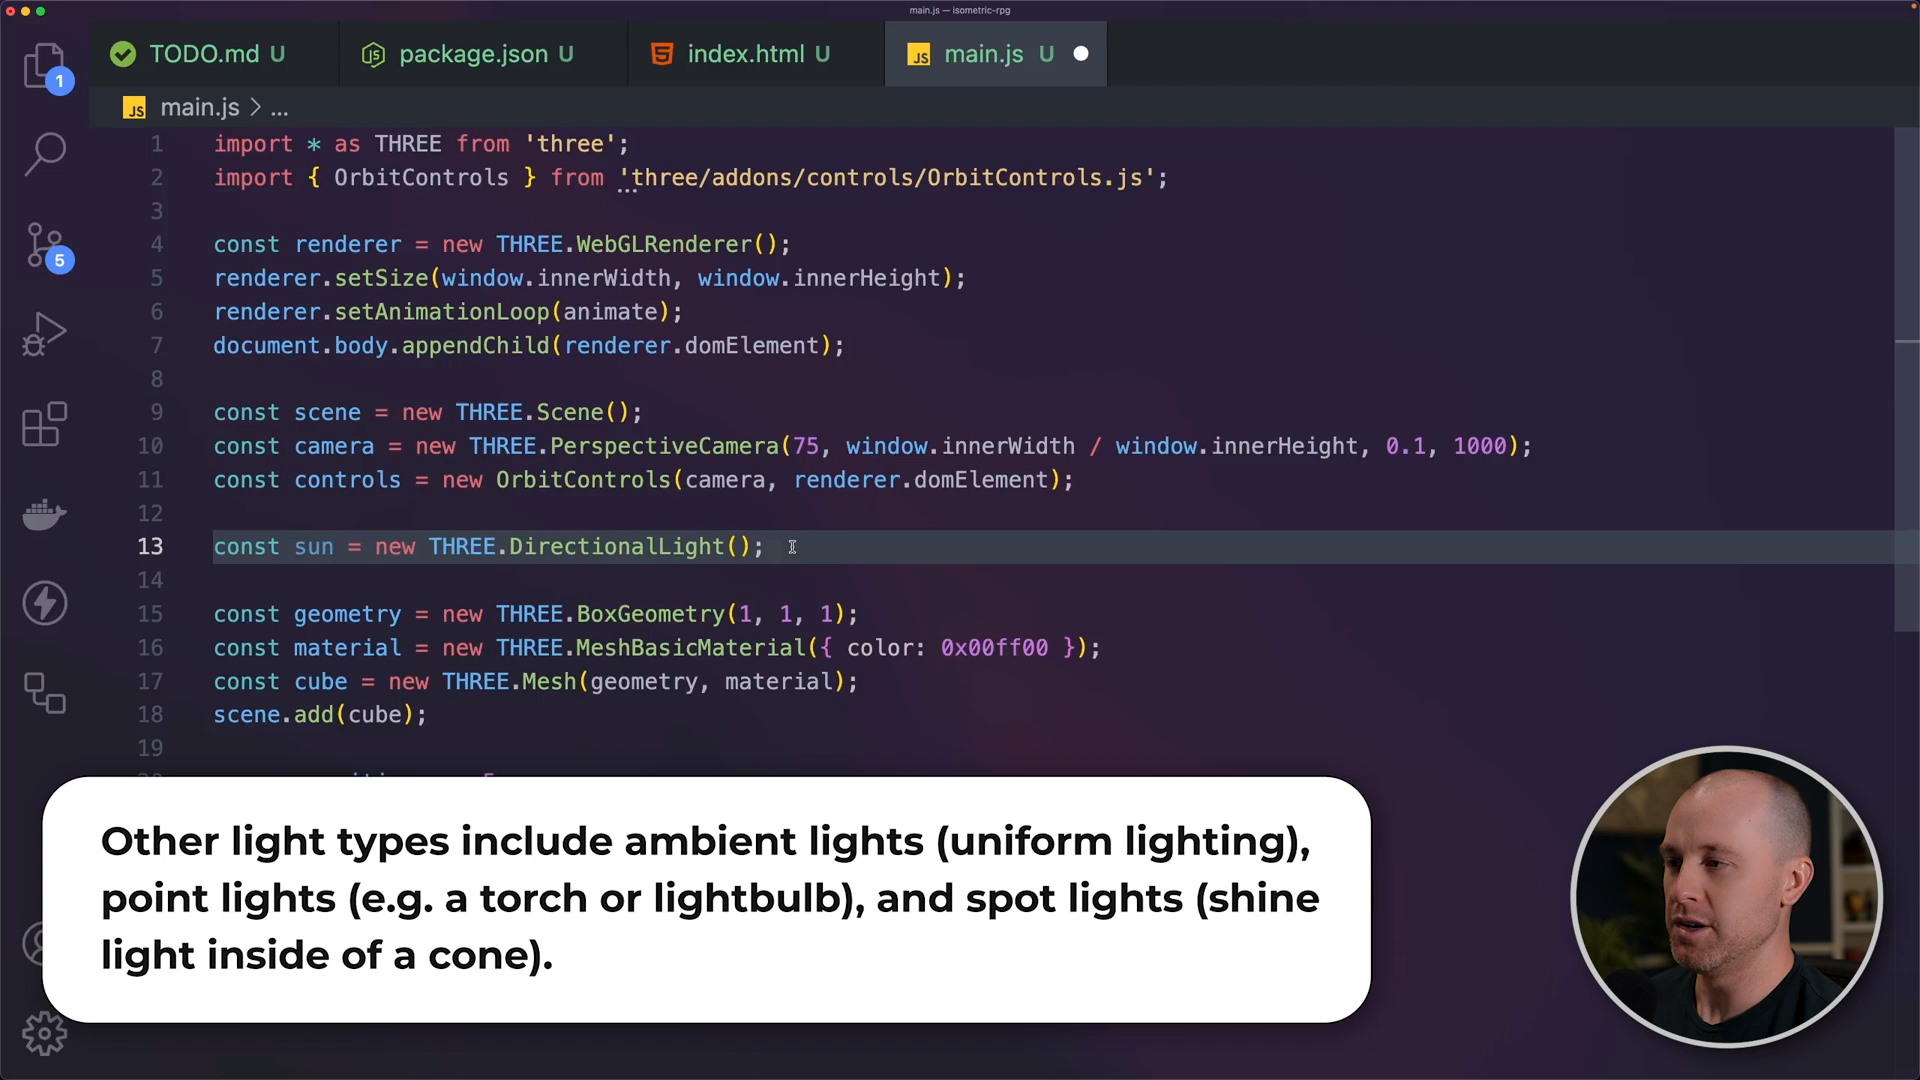 main.js — isometric-rpg
TODO.md U
package.json U
index.html U
JS main.js U
1
JS main.js > ...
1 import * as THREE from 'three';
2 import { OrbitControls } from 'three/addons/controls/OrbitControls.js';
3
4 const renderer = new THREE.WebGLRenderer();
5 renderer.setSize(window.innerWidth, window.innerHeight);
5
6 renderer.setAnimationLoop(animate);
7 document.body.appendChild(renderer.domElement);
8
9 const scene = new THREE.Scene();
10 const camera = new THREE.PerspectiveCamera(75, window.innerWidth / window.innerHeight, 0.1, 1000);
11 const controls = new OrbitControls(camera, renderer.domElement);
12
13 const sun = new THREE.DirectionalLight();
14
15 const geometry = new THREE.BoxGeometry(1, 1, 1);
16 const material = new THREE.MeshBasicMaterial({ color: 0x00ff00 });
17 const cube = new THREE.Mesh(geometry, material);
18 scene.add(cube);
19
Other light types include ambient lights (uniform lighting),
point lights (e.g. a torch or lightbulb), and spot lights (shine
light inside of a cone).